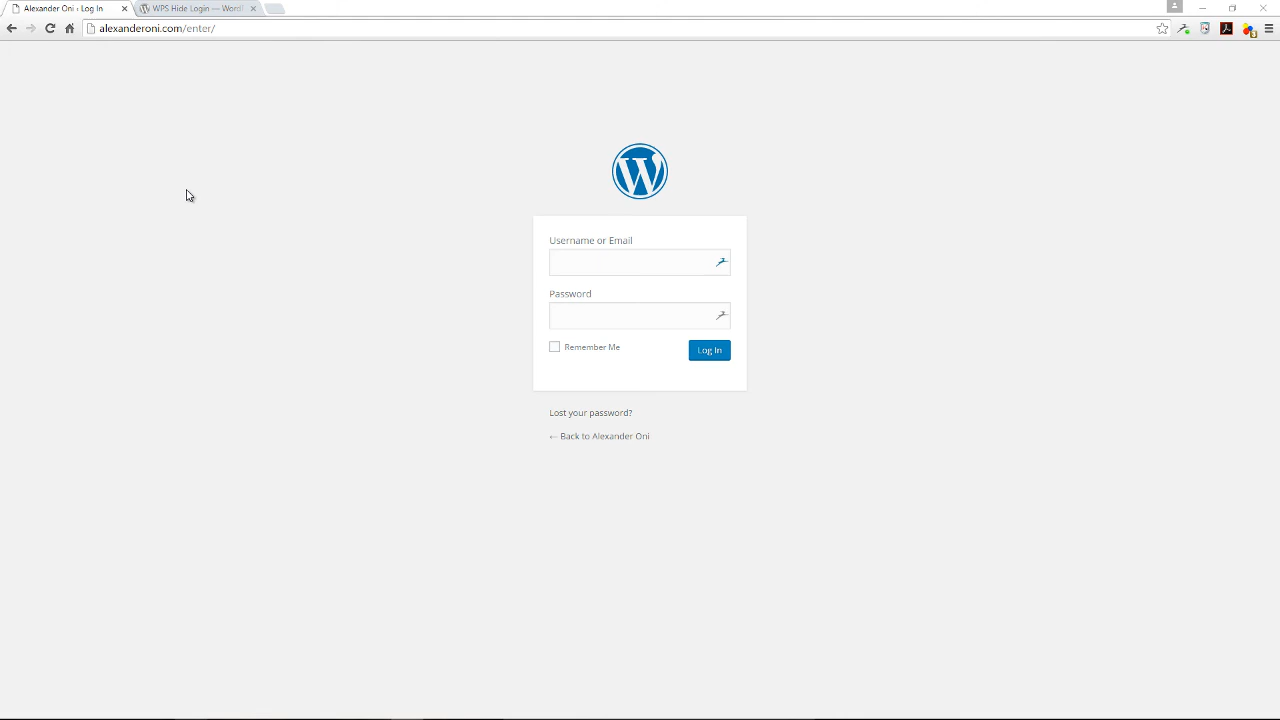 Alexander Oni › Log In
WPS Hide Login — Word
alexanderoni.com/enter/
Username or Email
Password
Remember Me
Log In
Lost your password?
← Back to Alexander Oni